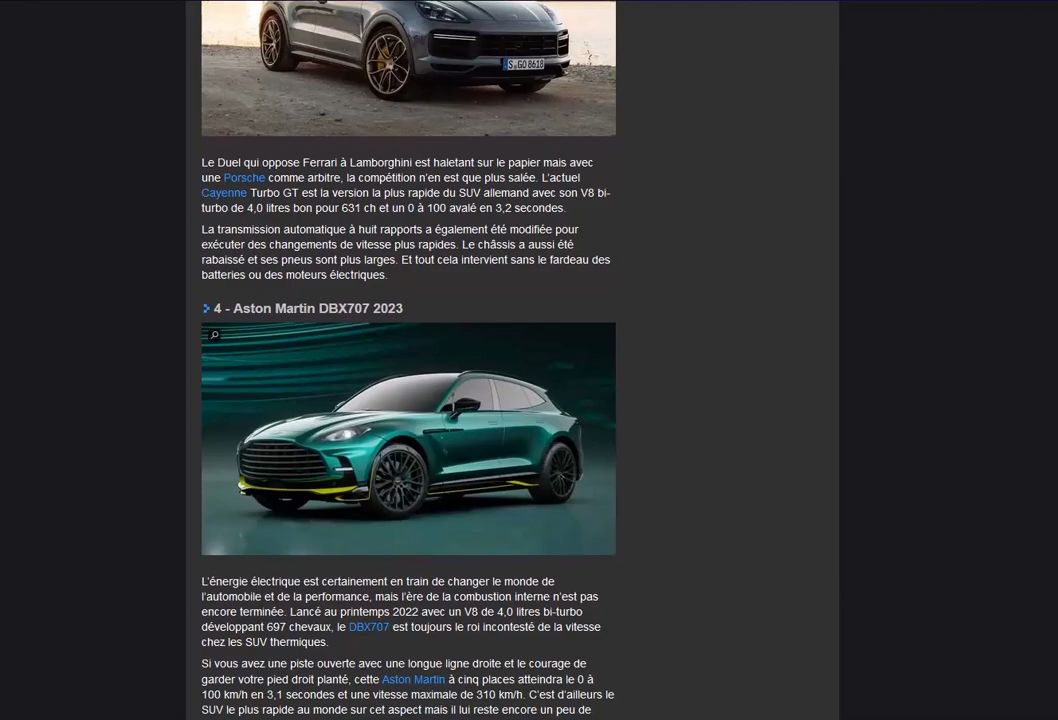 S·GO 8618
Le Duel qui oppose Ferrari à Lamborghini est haletant sur le papier mais avec
une Porsche comme arbitre, la compétition n'en est que plus salée. L'actuel
Cayenne Turbo GT est la version la plus rapide du SUV allemand avec son V8 bi-
turbo de 4,0 litres bon pour 631 ch et un 0 à 100 avalé en 3,2 secondes.
La transmission automatique à huit rapports a également été modifiée pour
exécuter des changements de vitesse plus rapides. Le châssis a aussi été
rabaissé et ses pneus sont plus larges. Et tout cela intervient sans le fardeau des
batteries ou des moteurs électriques.
4 - Aston Martin DBX707 2023
L'énergie électrique est certainement en train de changer le monde de
l'automobile et de la performance, mais l'ère de la combustion interne n'est pas
encore terminée. Lancé au printemps 2022 avec un V8 de 4,0 litres bi-turbo
développant 697 chevaux, le DBX707 est toujours le roi incontesté de la vitesse
chez les SUV thermiques.
Si vous avez une piste ouverte avec une longue ligne droite et le courage de
garder votre pied droit planté, cette Aston Martin à cinq places atteindra le 0 à
100 km/h en 3,1 secondes et une vitesse maximale de 310 km/h. C'est d'ailleurs le
SUV le plus rapide au monde sur cet aspect mais il lui reste encore un peu de